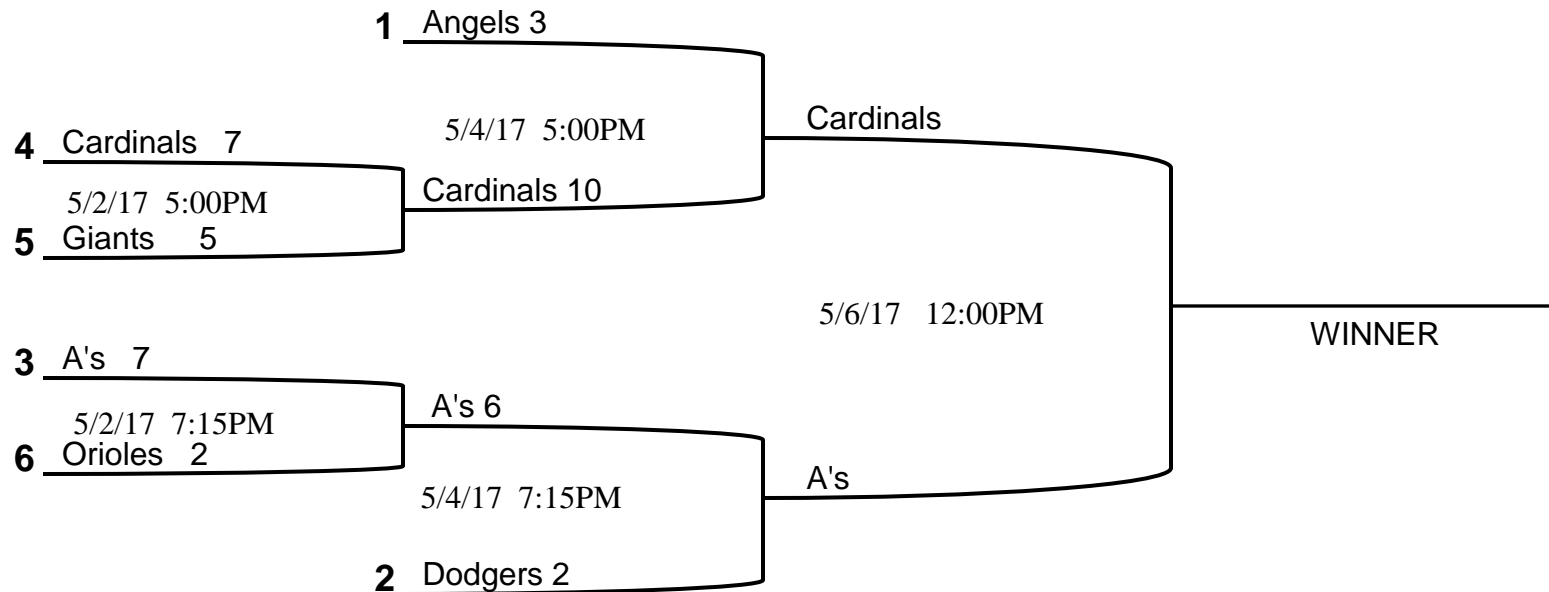 1 Angels 3
4 Cardinals 7
5/4/17 5:00PM
Cardinals
5/2/17 5:00PM
Cardinals 10
5 Giants 5
5/6/17 12:00PM
WINNER
3 A's 7
5/2/17 7:15PM
A's 6
6 Orioles 2
5/4/17 7:15PM
A's
2 Dodgers 2